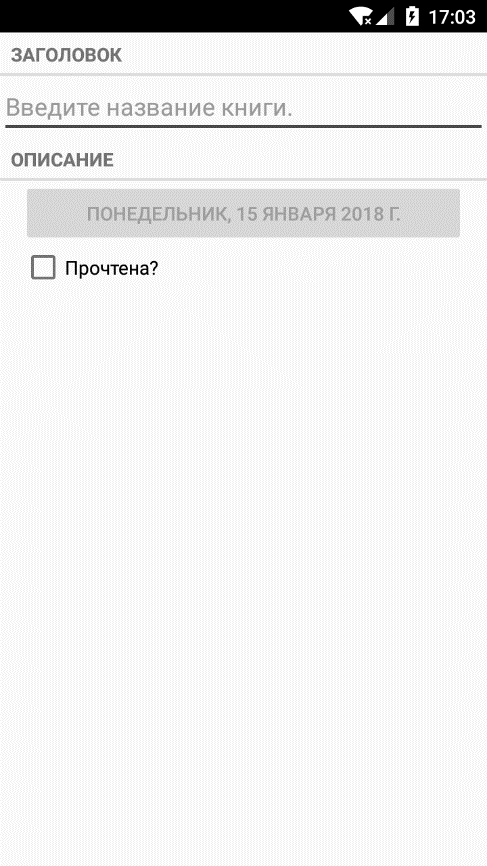 17:03
ЗАГОЛОВОК
Введите название книги.
ОПИСАНИЕ
ПОНЕДЕЛЬНИК, 15 ЯНВАРЯ 2018 Г.
Прочтена?